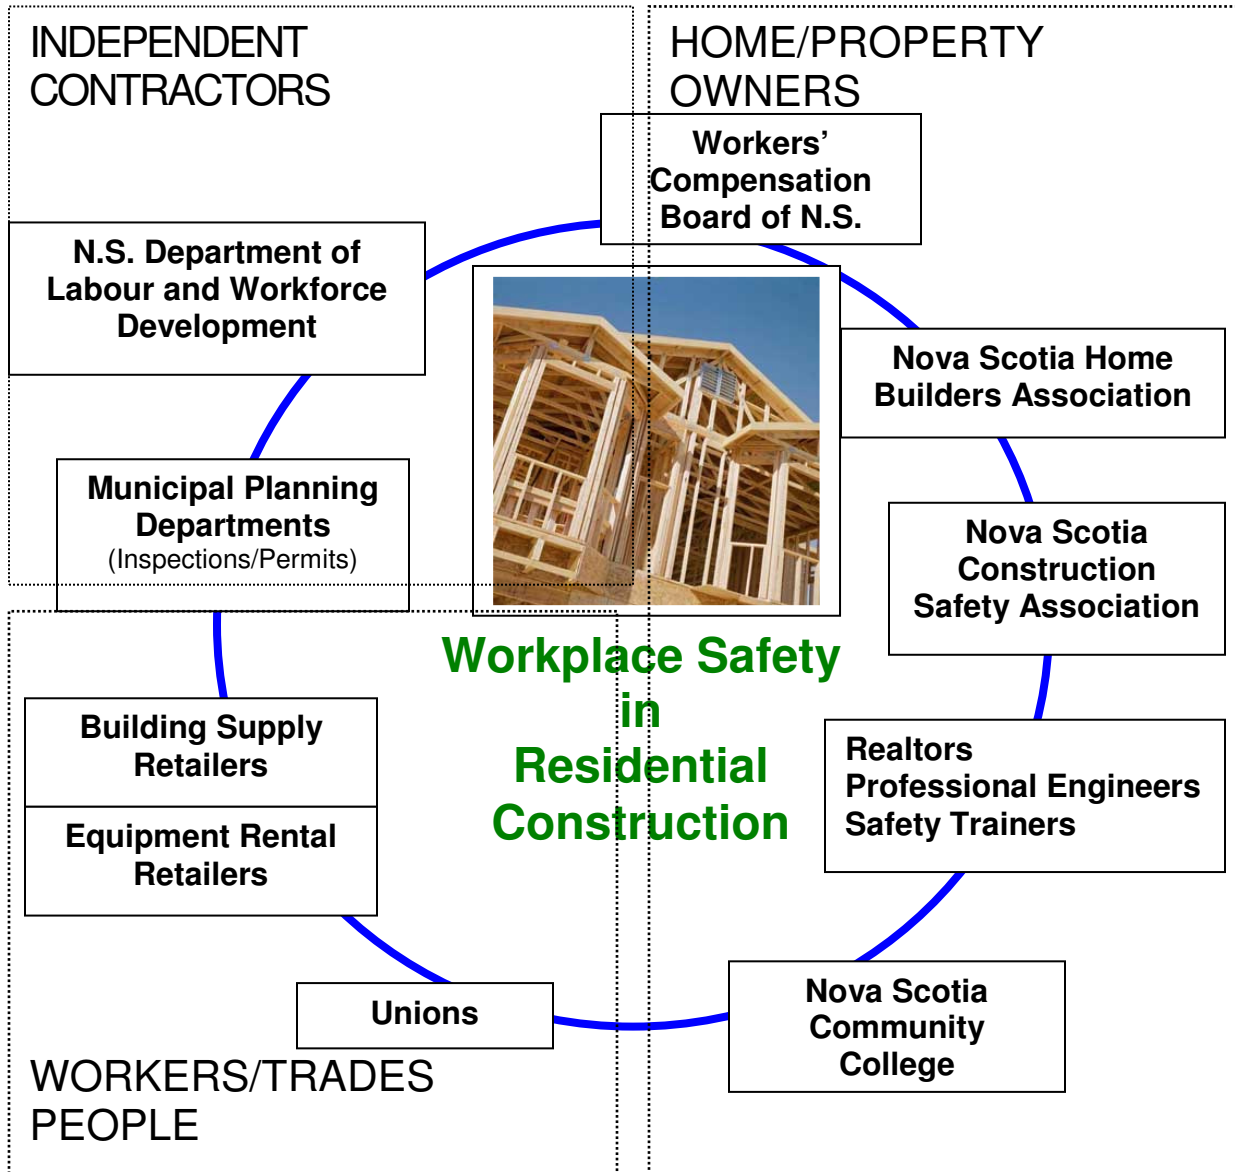 INDEPENDENT
CONTRACTORS
HOME/PROPERTY
OWNERS
Workers’
Compensation
Board of N.S.
N.S. Department of
Labour and Workforce
Development
Nova Scotia Home
Builders Association
Municipal Planning
Departments
(Inspections/Permits)
Nova Scotia
Construction
Safety Association
Workplace Safety
in
Residential
Construction
Building Supply
Retailers
Equipment Rental
Retailers
Realtors
Professional Engineers
Safety Trainers
Unions
Nova Scotia
Community
College
WORKERS/TRADES
PEOPLE